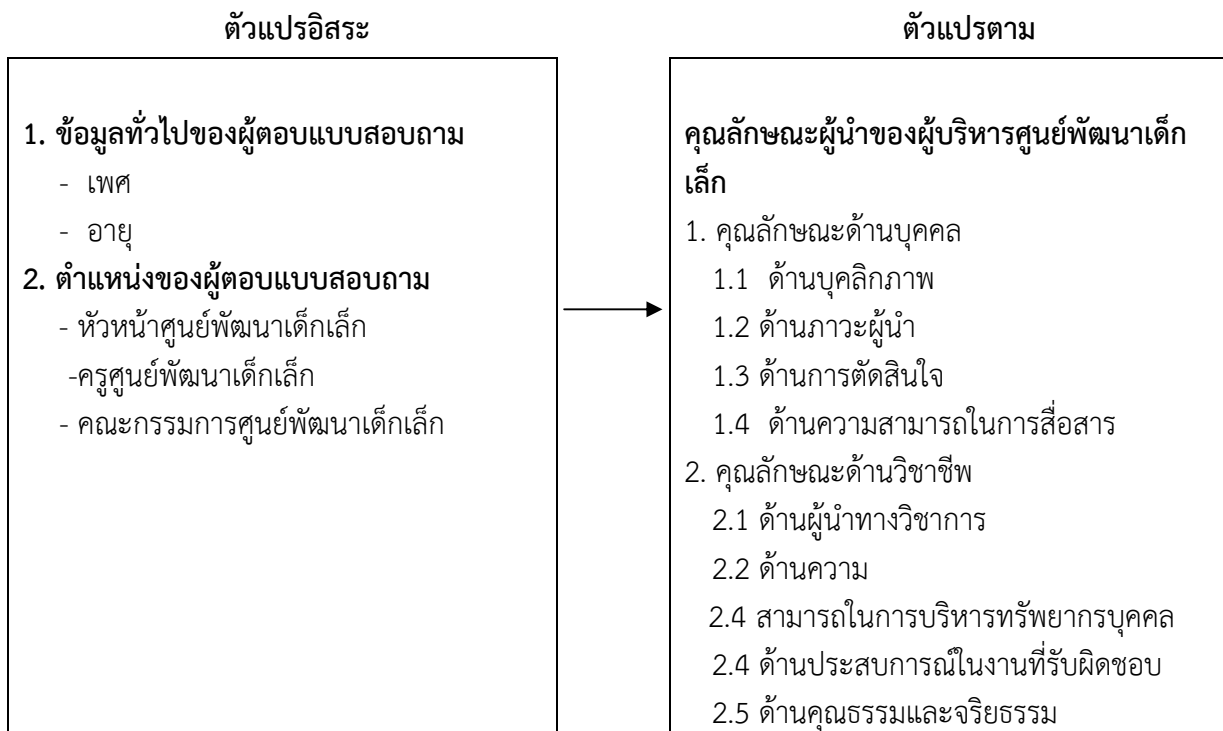 ตัวแปรอิสระ
1. ข้อมูลทั่วไปของผู้ตอบแบบสอบถาม
- เพศ
- อายุ
2. ตำแหน่งของผู้ตอบแบบสอบถาม
- หัวหน้าศูนย์พัฒนาเด็กเล็ก
-ครูศูนย์พัฒนาเด็กเล็ก
- คณะกรรมการศูนย์พัฒนาเด็กเล็ก
ตัวแปรตาม
คุณลักษณะผู้นำของผู้บริหารศูนย์พัฒนาเด็ก
เล็ก
1. คุณลักษณะด้านบุคคล
1.1 ด้านบุคลิกภาพ
1.2 ด้านภาวะผู้นำ
1.3 ด้านการตัดสินใจ
1.4 ด้านความสามารถในการสื่อสาร
2. คุณลักษณะด้านวิชาชีพ
2.1 ด้านผู้นำทางวิชาการ
2.2 ด้านความ
2.4 สามารถในการบริหารทรัพยากรบุคคล
2.4 ด้านประสบการณ์ในงานที่รับผิดชอบ
2.5 ด้านคุณธรรมและจริยธรรม